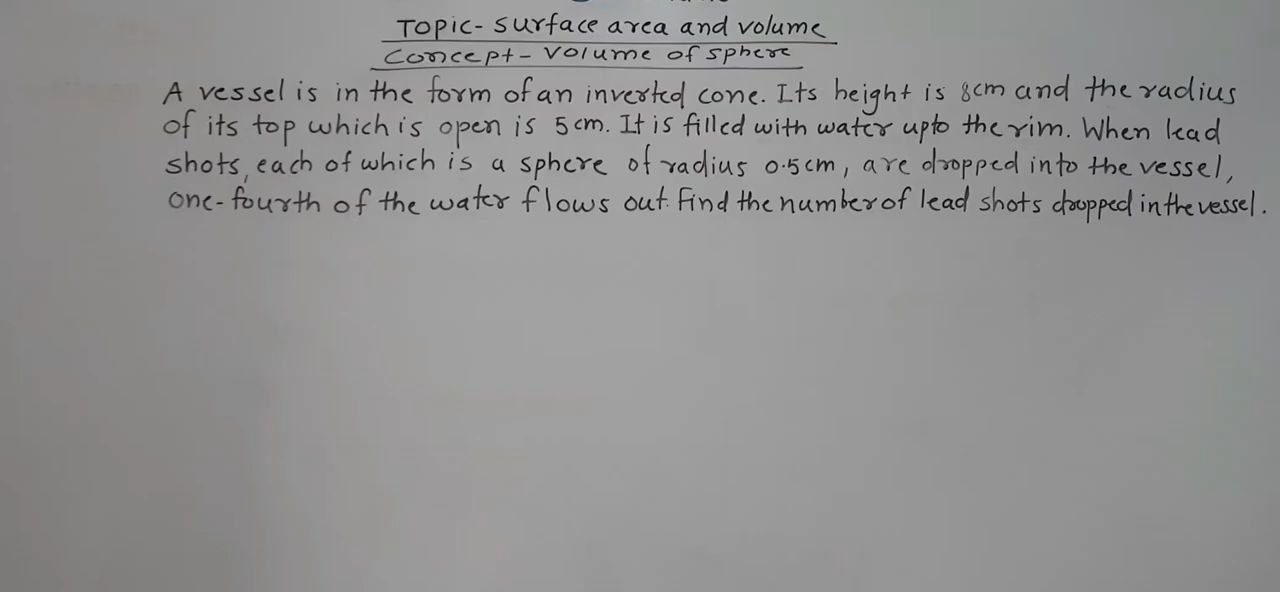 Topic- surface area and volume
Concept- volume of sphere
A vessel is in the form of an inverted cone. Its height is 8cm and the radius
of its top which is open is 5 cm. It is filled with water upto the rim. When lead
shots, each of which is a sphere of radius 0.5cm, are dropped into the vessel,
one-fourth of the water flows out. Find the number of lead shots dropped in the vessel.